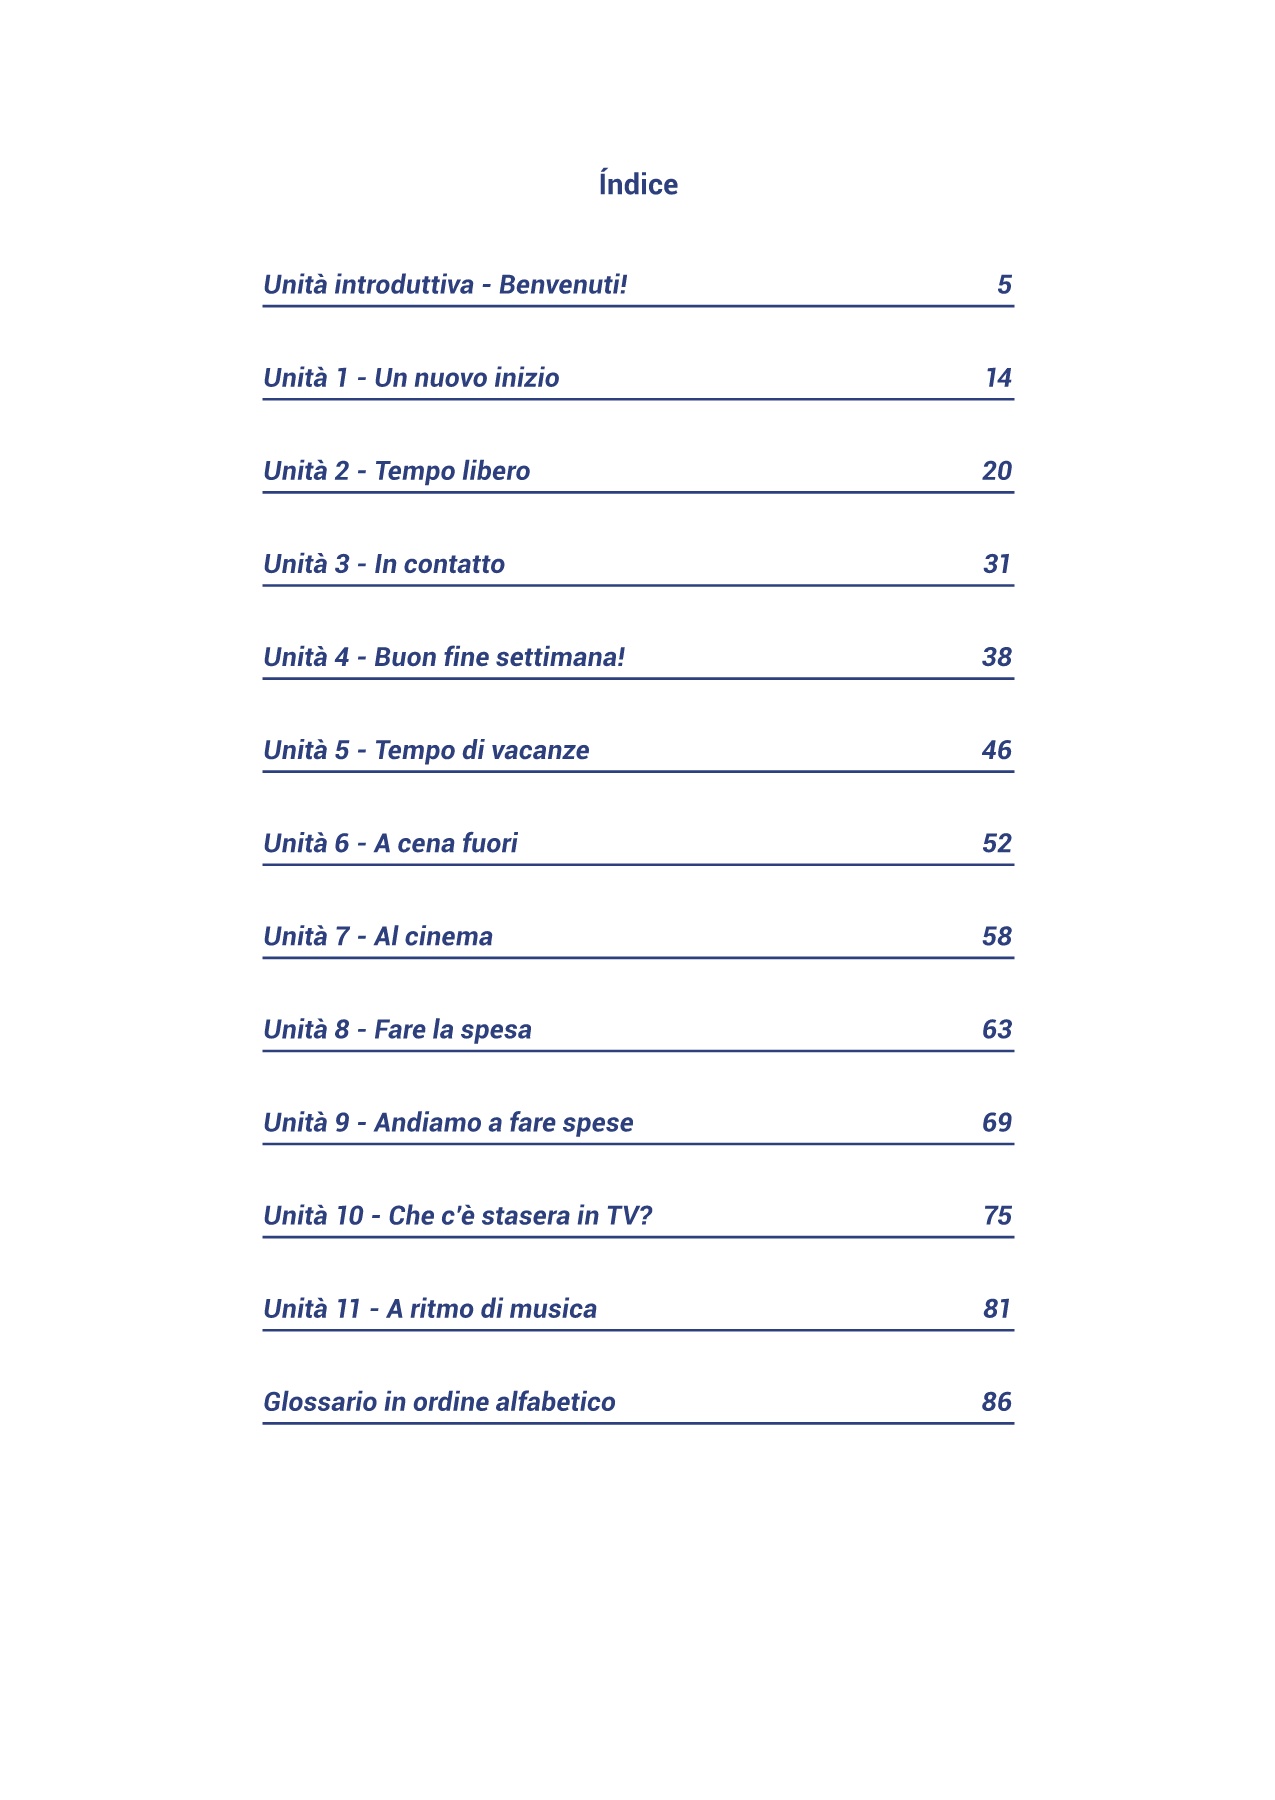 Índice
Unità introduttiva - Benvenuti! 5
Unità 1 - Un nuovo inizio 14
Unità 2 - Tempo libero 20
Unità 3 - In contatto 31
Unità 4 - Buon fine settimana! 38
Unità 5 - Tempo di vacanze 46
Unità 6 - A cena fuori 52
Unità 7 - Al cinema 58
Unità 8 - Fare la spesa 63
Unità 9 - Andiamo a fare spese 69
Unità 10 - Che c'è stasera in TV? 75
Unità 11 - A ritmo di musica 81
Glossario in ordine alfabetico 86